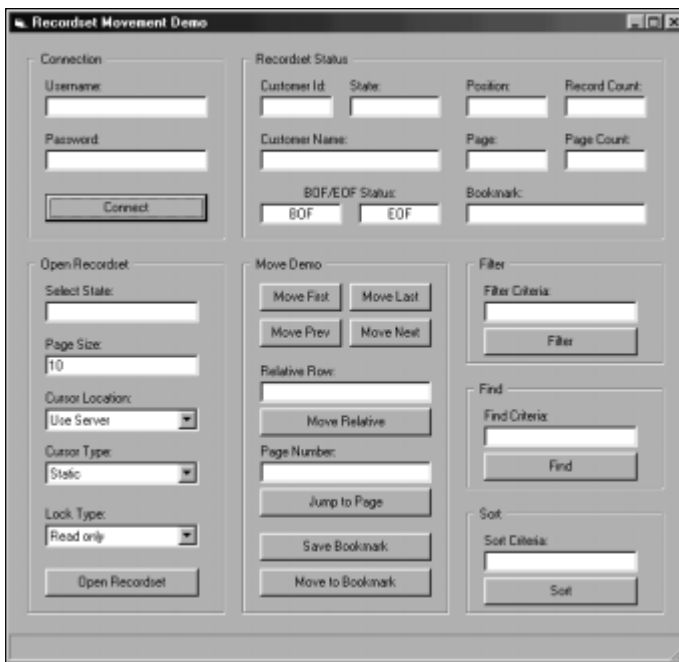 Recordset Movement Demo
Connection
Username:
Password:
Connect
Recordset Status
Customer Id: State: Position: Record Count:
Customer Name: Page: Page Count:
BOF/EOF Status: Bookmark:
BOF EOF
Open Recordset
Select State:
Page Size:
10
Cursor Location:
Use Server
Cursor Type:
Static
Lock Type:
Read only
Open Recordset
Move Demo
Move First Move Last
Move Prev Move Next
Relative Row:
Move Relative
Page Number:
Jump to Page
Save Bookmark
Move to Bookmark
Filter
Filter Criteria:
Filter
Find
Find Criteria:
Find
Sort
Sort Criteria:
Sort